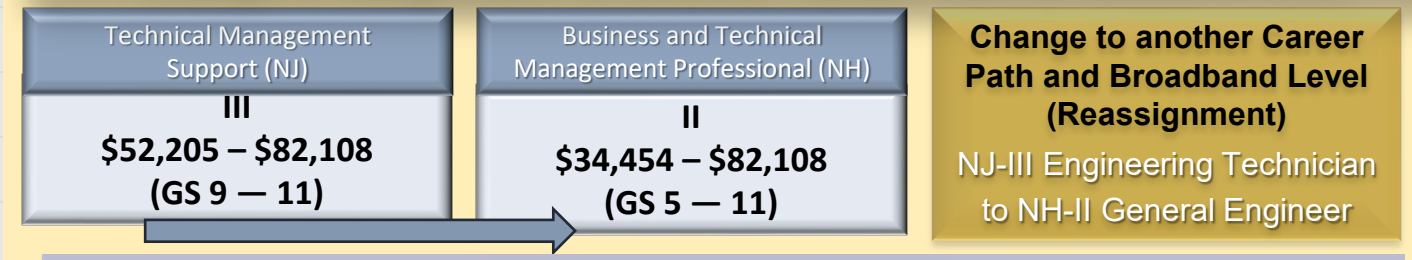 Technical Management
Support (NJ)
III
$52,205 – $82,108
(GS 9 — 11)
Business and Technical
Management Professional (NH)
II
$34,454 – $82,108
(GS 5 — 11)
Change to another Career
Path and Broadband Level
(Reassignment)
NJ-III Engineering Technician
to NH-II General Engineer